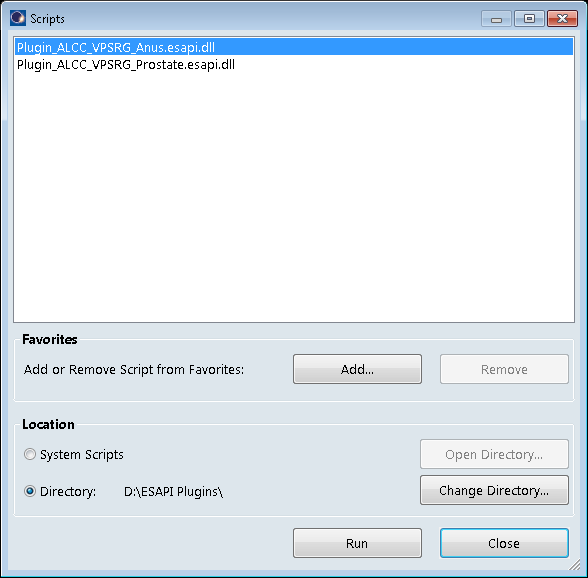 Scripts
Plugin_ALCC_VPSRG_Anus.esapi.dll
Plugin_ALCC_VPSRG_Prostate.esapi.dll
Favorites
Add or Remove Script from Favorites:
Add...
Remove
Location
System Scripts
Open Directory...
Directory:
D:\ESAPI Plugins\
Change Directory...
Run
Close